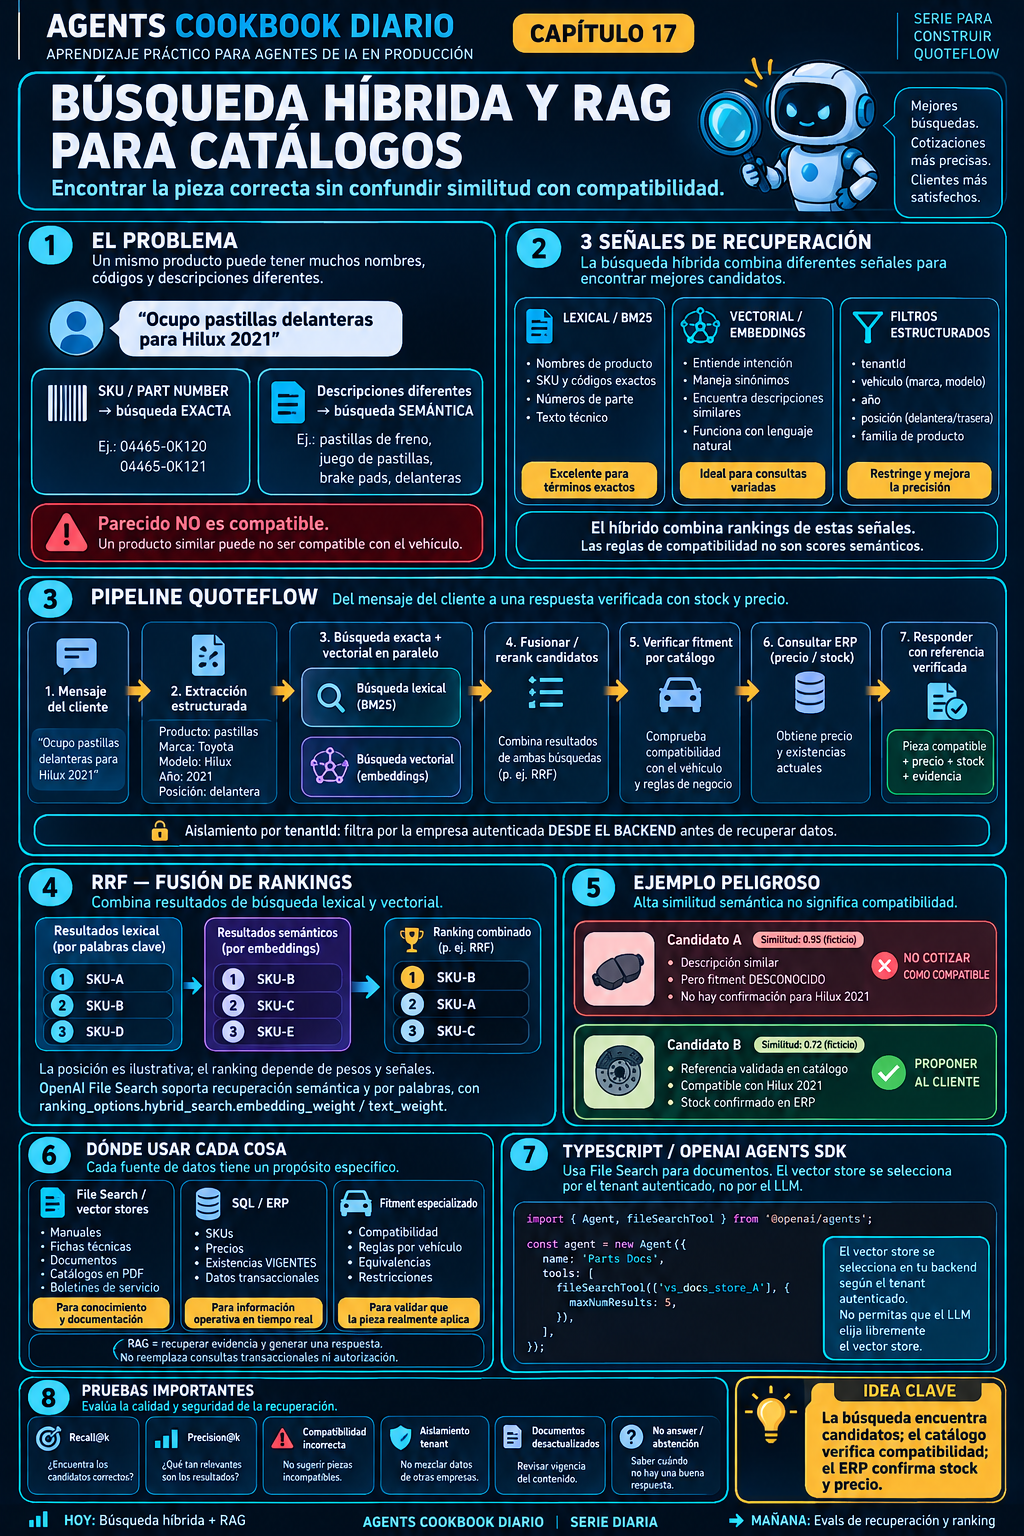 AGENTS COOKBOOK DIARIO
APRENDIZAJE PRÁCTICO PARA AGENTES DE IA EN PRODUCCIÓN
CAPÍTULO 17
SERIE PARA
CONSTRUIR
QUOTEFLOW
BÚSQUEDA HÍBRIDA Y RAG
PARA CATÁLOGOS
Encontrar la pieza correcta sin confundir similitud con compatibilidad.
Mejores
búsquedas.
Cotizaciones
más precisas.
Clientes más
satisfechos.
1
EL PROBLEMA
Un mismo producto puede tener muchos nombres,
códigos y descripciones diferentes.
“Ocupo pastillas delanteras
para Hilux 2021”
SKU / PART NUMBER
→ búsqueda EXACTA
Ej.: 04465-0K120
04465-0K121
Descripciones diferentes
→ búsqueda SEMÁNTICA
Ej.: pastillas de freno,
juego de pastillas,
brake pads, delanteras
Parecido NO es compatible.
Un producto similar puede no ser compatible con el vehículo.
2
3 SEÑALES DE RECUPERACIÓN
La búsqueda híbrida combina diferentes señales para
encontrar mejores candidatos.
LEXICAL / BM25
• Nombres de producto
• SKU y códigos exactos
• Números de parte
• Texto técnico
Excelente para
términos exactos
VECTORIAL /
EMBEDDINGS
• Entiende intención
• Maneja sinónimos
• Encuentra descripciones
similares
• Funciona con lenguaje
natural
Ideal para consultas
variadas
FILTROS
ESTRUCTURADOS
• tenantId
• vehículo (marca, modelo)
• año
• posición (delantera/trasera)
• familia de producto
Restringe y mejora
la precisión
El híbrido combina rankings de estas señales.
Las reglas de compatibilidad no son scores semánticos.
3
PIPELINE QUOTEFLOW
Del mensaje del cliente a una respuesta verificada con stock y precio.
1. Mensaje
del cliente
“Ocupo pastillas
delanteras para
Hilux 2021”
2. Extracción
estructurada
Producto: pastillas
Marca: Toyota
Modelo: Hilux
Año: 2021
Posición: delantera
3. Búsqueda exacta +
vectorial en paralelo
Búsqueda lexical
(BM25)
Búsqueda vectorial
(embeddings)
4. Fusionar /
rerank candidatos
Combina resultados
de ambas búsquedas
(p. ej. RRF)
5. Verificar fitment
por catálogo
Comprueba
compatibilidad
con el vehículo
y reglas de negocio
6. Consultar ERP
(precio / stock)
Obtiene precio
y existencias
actuales
7. Responder
con referencia
verificada
Pieza compatible
+ precio + stock
+ evidencia
Aislamiento por tenantId: filtra por la empresa autenticada DESDE EL BACKEND antes de recuperar datos.
4
RRF — FUSIÓN DE RANKINGS
Combina resultados de búsqueda lexical y vectorial.
Resultados lexical
(por palabras clave)
1 SKU-A
2 SKU-B
3 SKU-D
Resultados semánticos
(por embeddings)
1 SKU-B
2 SKU-C
3 SKU-E
Ranking combinado
(p. ej. RRF)
1 SKU-B
2 SKU-A
3 SKU-C
La posición es ilustrativa; el ranking depende de pesos y señales.
OpenAI File Search soporta recuperación semántica y por palabras, con
ranking_options.hybrid_search.embedding_weight / text_weight.
5
EJEMPLO PELIGROSO
Alta similitud semántica no significa compatibilidad.
Candidato A
Similitud: 0.95 (ficticio)
• Descripción similar
• Pero fitment DESCONOCIDO
• No hay confirmación para Hilux 2021
NO COTIZAR
COMO COMPATIBLE
Candidato B
Similitud: 0.72 (ficticio)
• Referencia validada en catálogo
• Compatible con Hilux 2021
• Stock confirmado en ERP
PROPONER
AL CLIENTE
6
DÓNDE USAR CADA COSA
Cada fuente de datos tiene un propósito específico.
File Search /
vector stores
• Manuales
• Fichas técnicas
• Documentos
• Catálogos en PDF
• Boletines de servicio
Para conocimiento
y documentación
SQL / ERP
• SKUs
• Precios
• Existencias VIGENTES
• Datos transaccionales
Para información
operativa en tiempo real
Fitment especializado
• Compatibilidad
• Reglas por vehículo
• Equivalencias
• Restricciones
Para validar que
la pieza realmente aplica
RAG = recuperar evidencia y generar una respuesta.
No reemplaza consultas transaccionales ni autorización.
7
TYPESCRIPT / OPENAI AGENTS SDK
Usa File Search para documentos. El vector store se selecciona
por el tenant autenticado, no por el LLM.
import { Agent, fileSearchTool } from '@openai/agents';
const agent = new Agent({
name: 'Parts Docs',
tools: [
fileSearchTool(['vs_docs_store_A'], {
maxNumResults: 5,
}),
],
});
El vector store se
selecciona en tu backend
según el tenant
autenticado.
No permitas que el LLM
elija libremente
el vector store.
8
PRUEBAS IMPORTANTES
Evalúa la calidad y seguridad de la recuperación.
Recall@k
¿Encuentra los
candidatos correctos?
Precision@k
¿Qué tan relevantes
son los resultados?
Compatibilidad
incorrecta
No sugerir piezas
incompatibles.
Aislamiento
tenant
No mezclar datos
de otras empresas.
Documentos
desactualizados
Revisar vigencia
del contenido.
No answer /
abstención
Saber cuándo
no hay una buena
respuesta.
IDEA CLAVE
La búsqueda encuentra
candidatos; el catálogo
verifica compatibilidad;
el ERP confirma stock
y precio.
HOY: Búsqueda híbrida + RAG
AGENTS COOKBOOK DIARIO | SERIE DIARIA
→ MAÑANA: Evals de recuperación y ranking